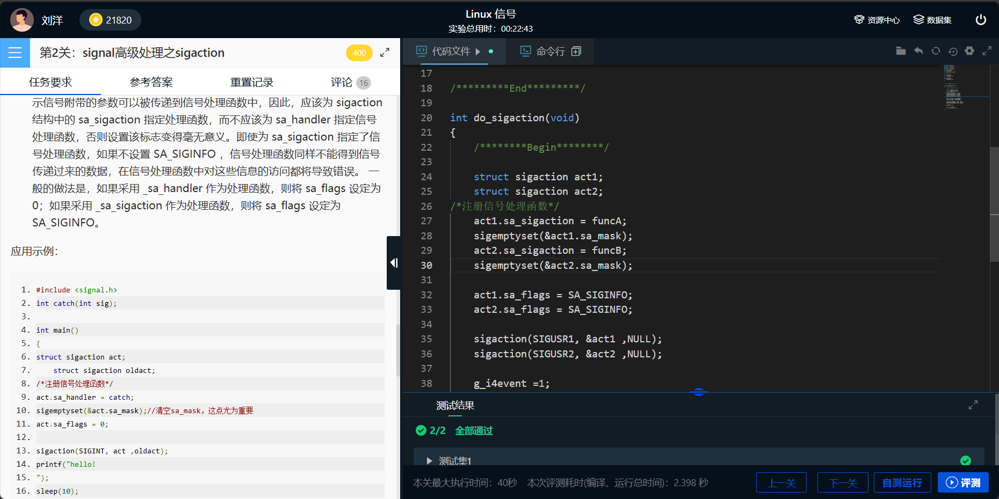 刘洋
21820
Linux 信号
实验总用时：00:22:43
资源中心
数据集
第2关：signal高级处理之sigaction
400
任务要求
参考答案
重置记录
评论 16
示信号附带的参数可以被传递到信号处理函数中，因此，应该为 sigaction
结构中的 sa_sigaction 指定处理函数，而不应该为 sa_handler 指定信号
处理函数，否则设置该标志变得毫无意义。即使为 sa_sigaction 指定了信
号处理函数，如果不设置 SA_SIGINFO ，信号处理函数同样不能得到信号
传递过来的数据，在信号处理函数中对这些信息的访问都将导致错误。 一
般的做法是，如果采用 _sa_handler 作为处理函数，则将 sa_flags 设定为
0；如果采用 _sa_sigaction 作为处理函数，则将 sa_flags 设定为
SA_SIGINFO。
应用示例：
1. #include <signal.h>
2. int catch(int sig);
3.
4. int main()
5. {
6. struct sigaction act;
7. struct sigaction oldact;
8. /*注册信号处理函数*/
9. act.sa_handler = catch;
10. sigemptyset(&act.sa_mask);//清空sa_mask，这点尤为重要
11. act.sa_flags = 0;
12.
13. sigaction(SIGINT, act ,oldact);
14. printf("hello!
15. ");
16. sleep(10);
代码文件
命令行
17
18 /*********End*********/
19
20 int do_sigaction(void)
21 {
22 /********Begin********/
23
24 struct sigaction act1;
25 struct sigaction act2;
26 /*注册信号处理函数*/
27 act1.sa_sigaction = funcA;
28 sigemptyset(&act1.sa_mask);
29 act2.sa_sigaction = funcB;
30 sigemptyset(&act2.sa_mask);
31
32 act1.sa_flags = SA_SIGINFO;
33 act2.sa_flags = SA_SIGINFO;
34
35 sigaction(SIGUSR1, &act1 ,NULL);
36 sigaction(SIGUSR2, &act2 ,NULL);
37
38 g_i4event =1;
测试结果
2/2 全部通过
测试集1
本关最大执行时间：40秒 本次评测耗时(编译、运行总时间)：2.398 秒
上一关
下一关
自测运行
评测